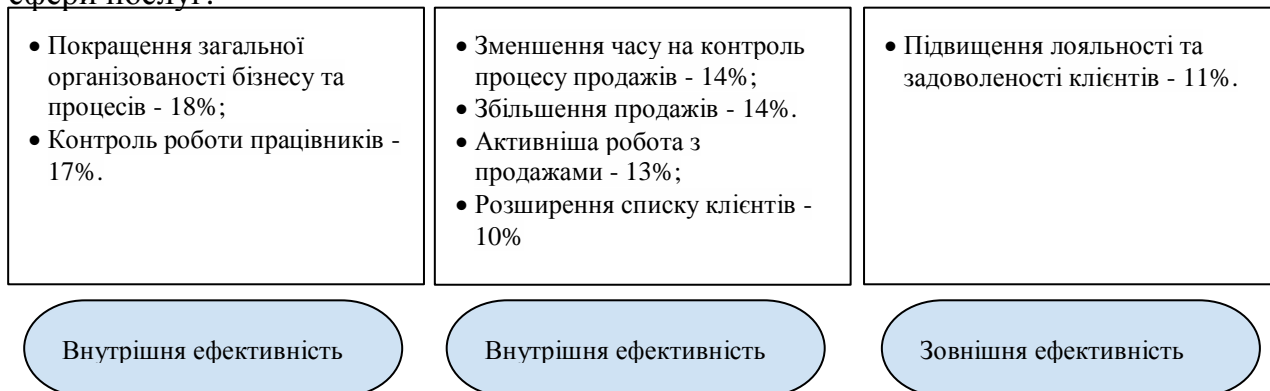 сфери послуг.
• Покращення загальної
організованості бізнесу та
процесів - 18%;
• Контроль роботи працівників -
17%.
• Зменшення часу на контроль
процесу продажів - 14%;
• Збільшення продажів - 14%.
• Активніша робота з
продажами - 13%;
• Розширення списку клієнтів -
10%
• Підвищення лояльності та
задоволеності клієнтів - 11%.
Внутрішня ефективність
Внутрішня ефективність
Зовнішня ефективність